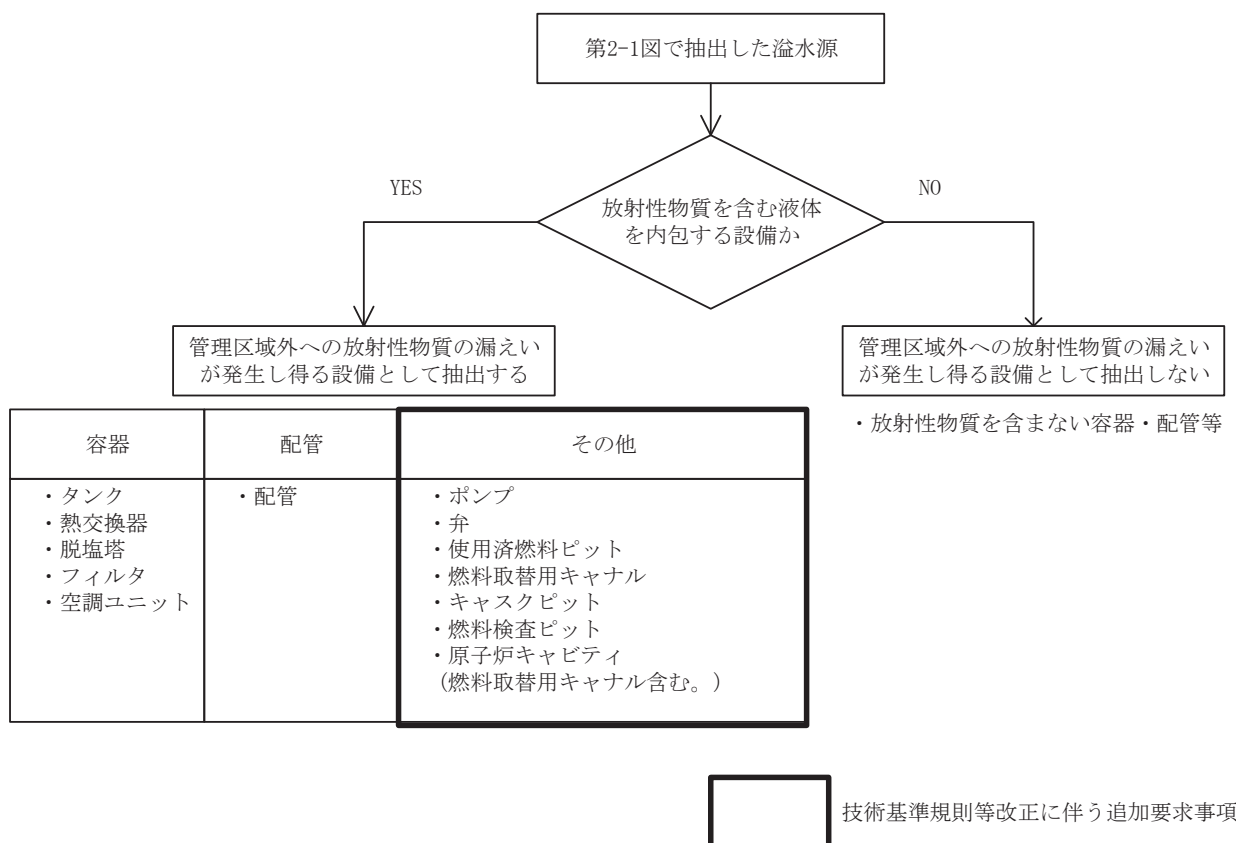 第2-1図で抽出した溢水源
YES
NO
放射性物質を含む液体
を内包する設備か
管理区域外への放射性物質の漏えい
が発生し得る設備として抽出する
管理区域外への放射性物質の漏えい
が発生し得る設備として抽出しない
・放射性物質を含まない容器・配管等
容器
配管
その他
・タンク
・熱交換器
・脱塩塔
・フィルタ
・空調ユニット
・配管
・ポンプ
・弁
・使用済燃料ピット
・燃料取替用キャナル
・キャスクピット
・燃料検査ピット
・原子炉キャビティ
(燃料取替用キャナル含む。)
技術基準規則等改正に伴う追加要求事項